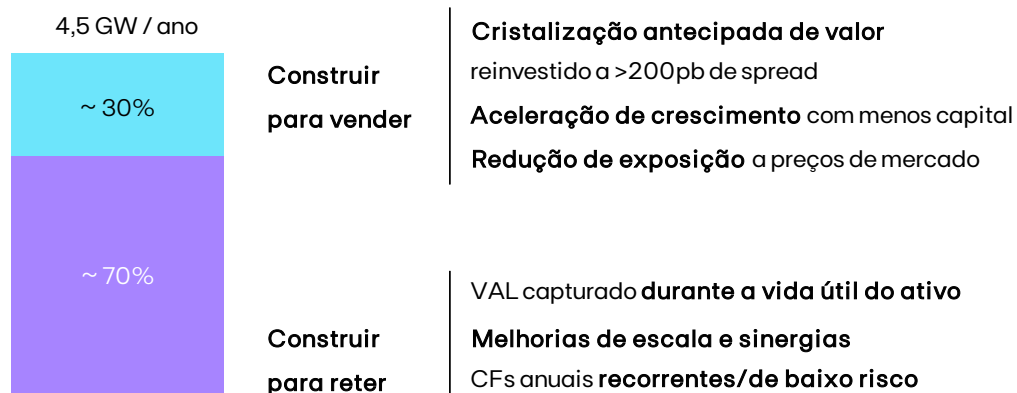 4,5 GW / ano
~ 30%
Construir
para vender
Cristalização antecipada de valor
reinvestido a >200pb de spread
Aceleração de crescimento com menos capital
Redução de exposição a preços de mercado
~ 70%
Construir
para reter
VAL capturado durante a vida útil do ativo
Melhorias de escala e sinergias
CFs anuais recorrentes/de baixo risco